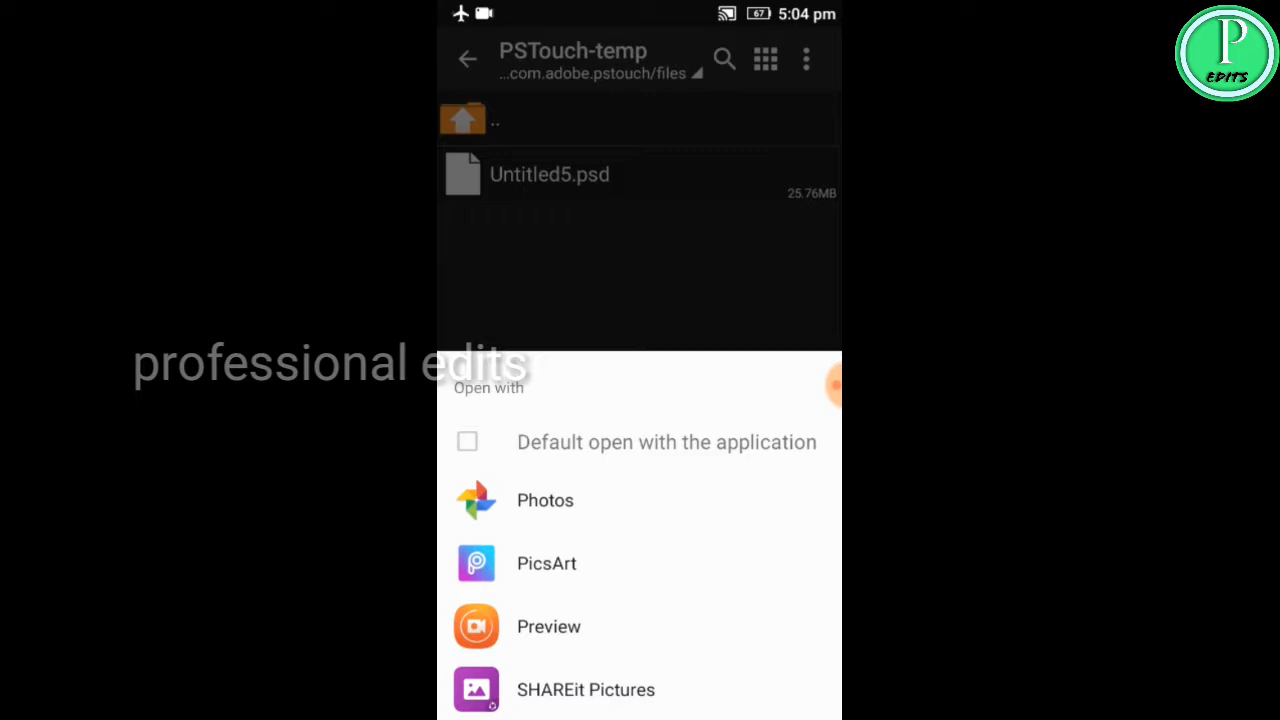 5:04 pm
67
PSTouch-temp
...com.adobe.pstouch/files
P
EDITS
..
Untitled5.psd
25.76MB
professional edits
Open with
Default open with the application
Photos
PicsArt
Preview
SHAREit Pictures